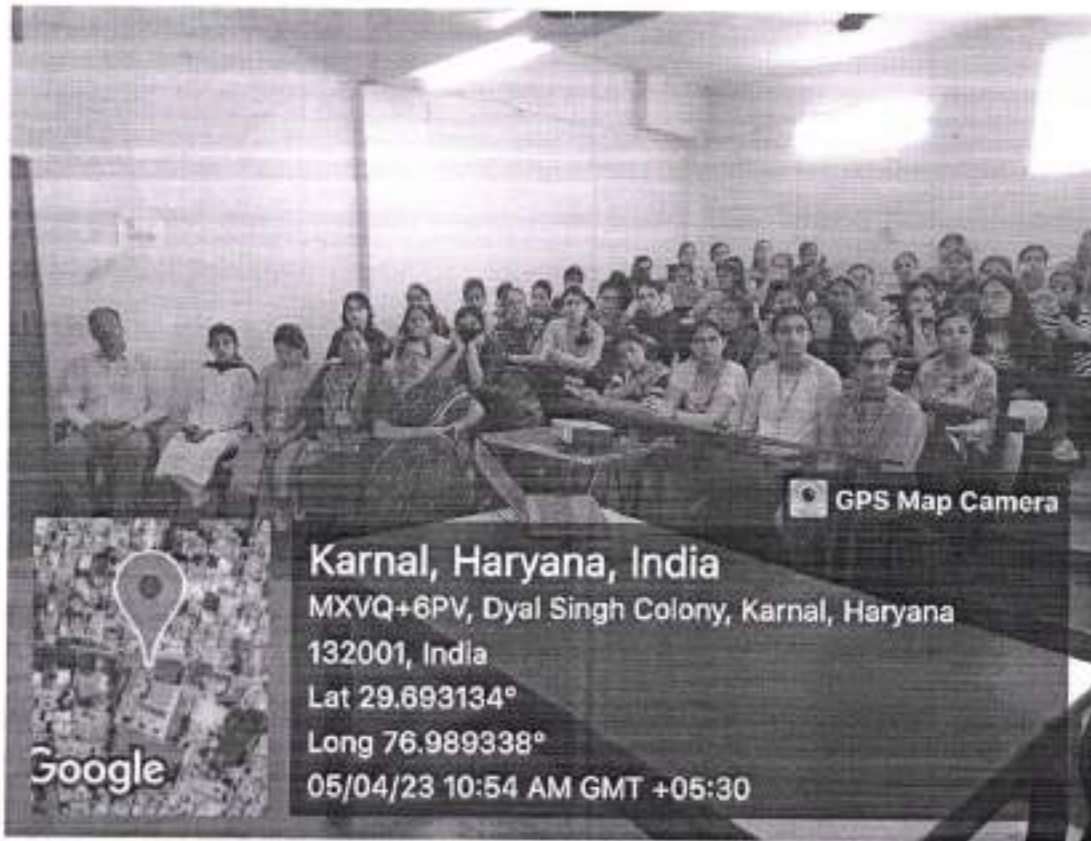 GPS Map Camera
Karnal, Haryana, India
MXVQ+6PV, Dyal Singh Colony, Karnal, Haryana
132001, India
Lat 29.693134°
Long 76.989338°
05/04/23 10:54 AM GMT +05:30
Google